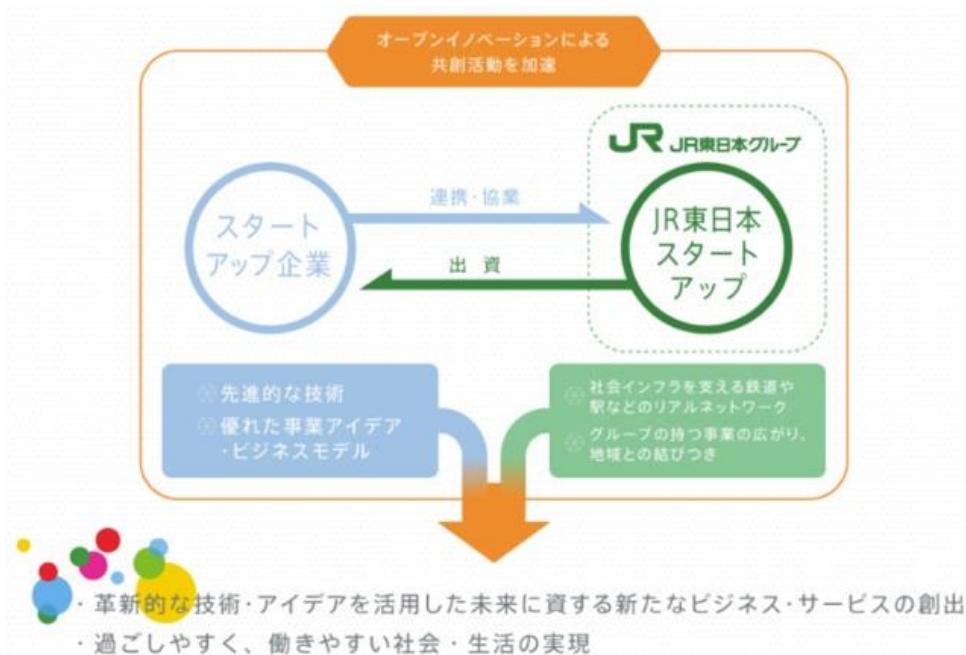 オープンイノベーションによる
共創活動を加速
JR JR東日本グループ
連携・協業
スタート
アップ企業
JR東日本
スタート
アップ
出 資
先進的な技術
優れた事業アイデア
・ビジネスモデル
社会インフラを支える鉄道や
駅などのリアルネットワーク
グループの持つ事業の広がり、
地域との結びつき
・革新的な技術・アイデアを活用した未来に資する新たなビジネス・サービスの創出
・過ごしやすく、働きやすい社会・生活の実現